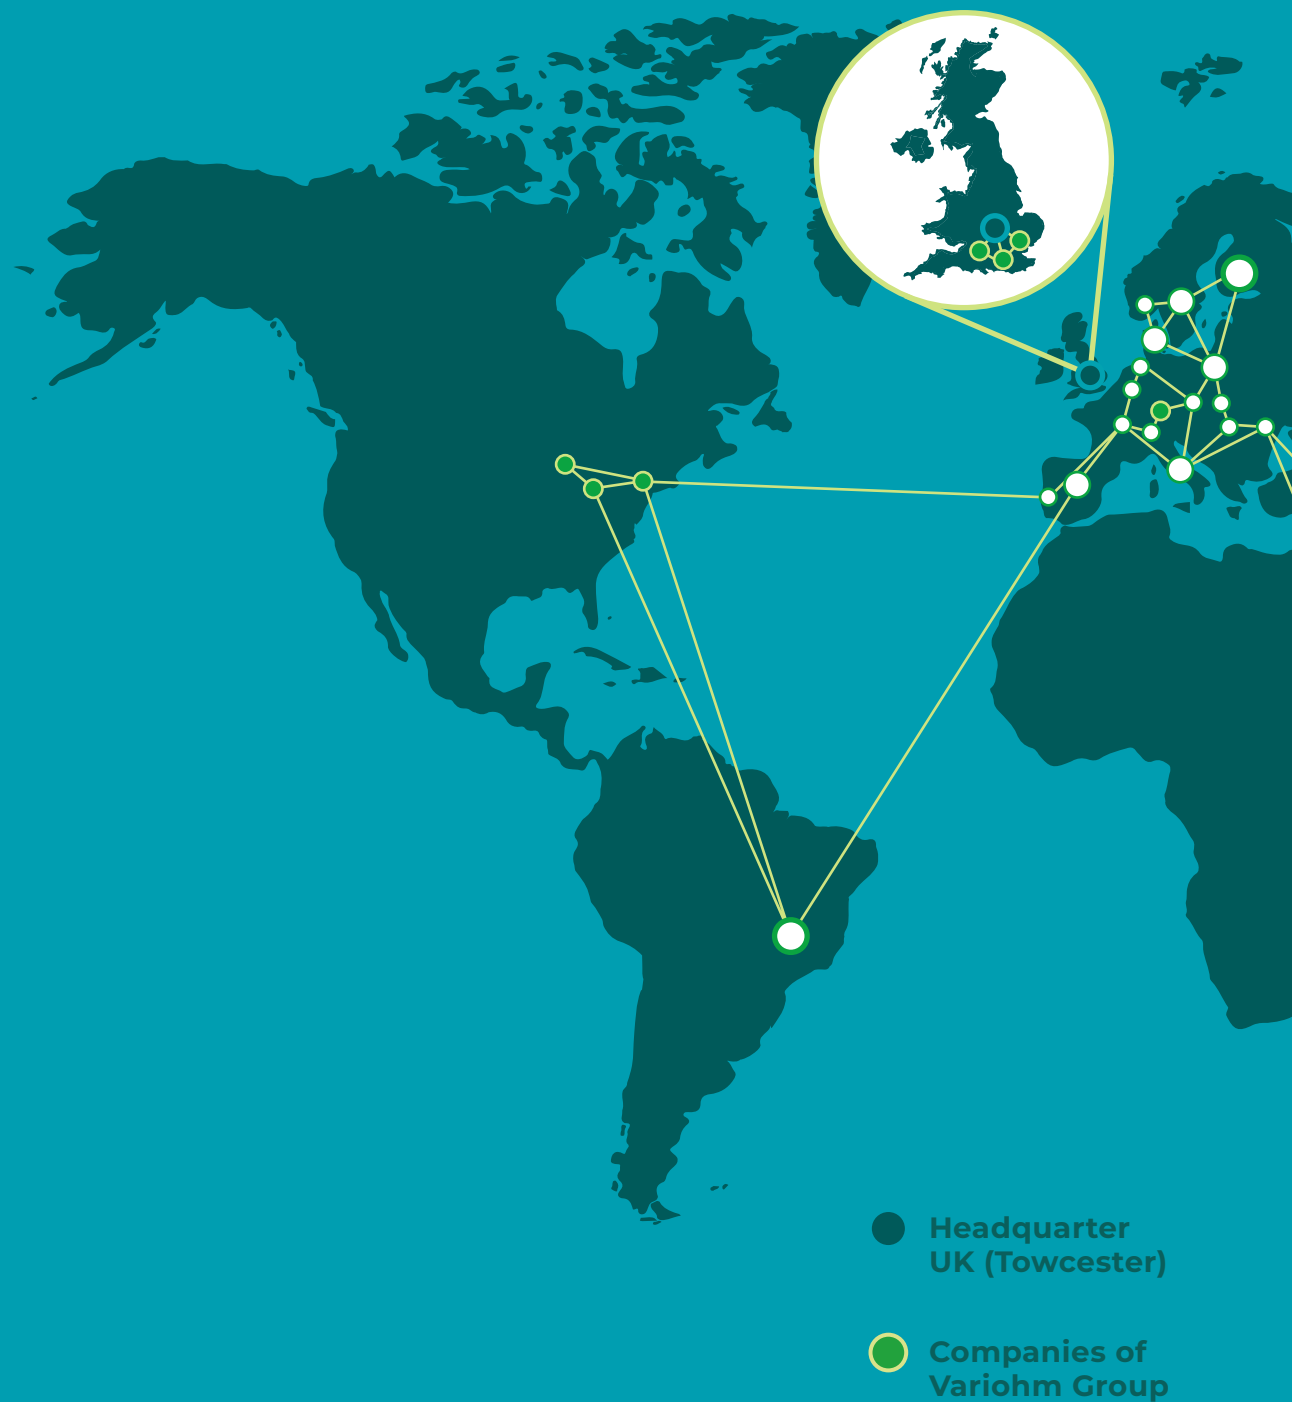 Headquarter
UK (Towcester)
Companies of
Variohm Group